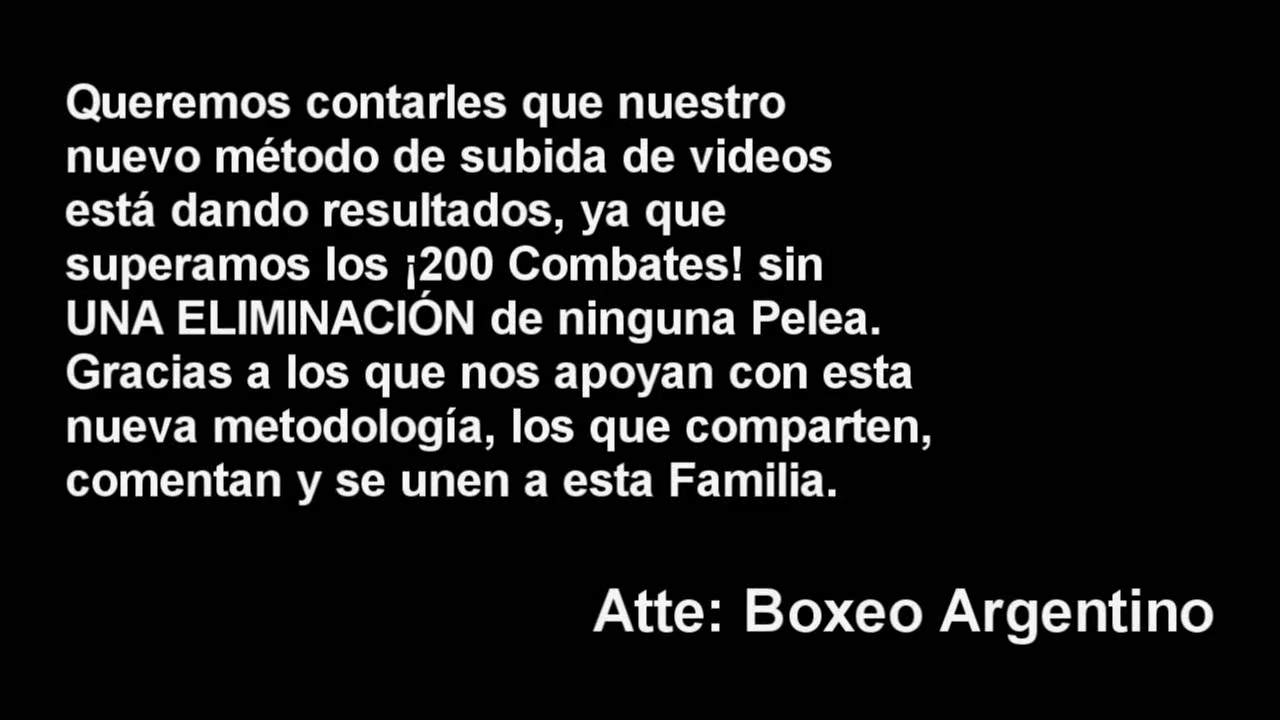 Queremos contarles que nuestro
nuevo método de subida de videos
está dando resultados, ya que
superamos los ¡200 Combates! sin
UNA ELIMINACIÓN de ninguna Pelea.
Gracias a los que nos apoyan con esta
nueva metodología, los que comparten,
comentan y se unen a esta Familia.
Atte: Boxeo Argentino